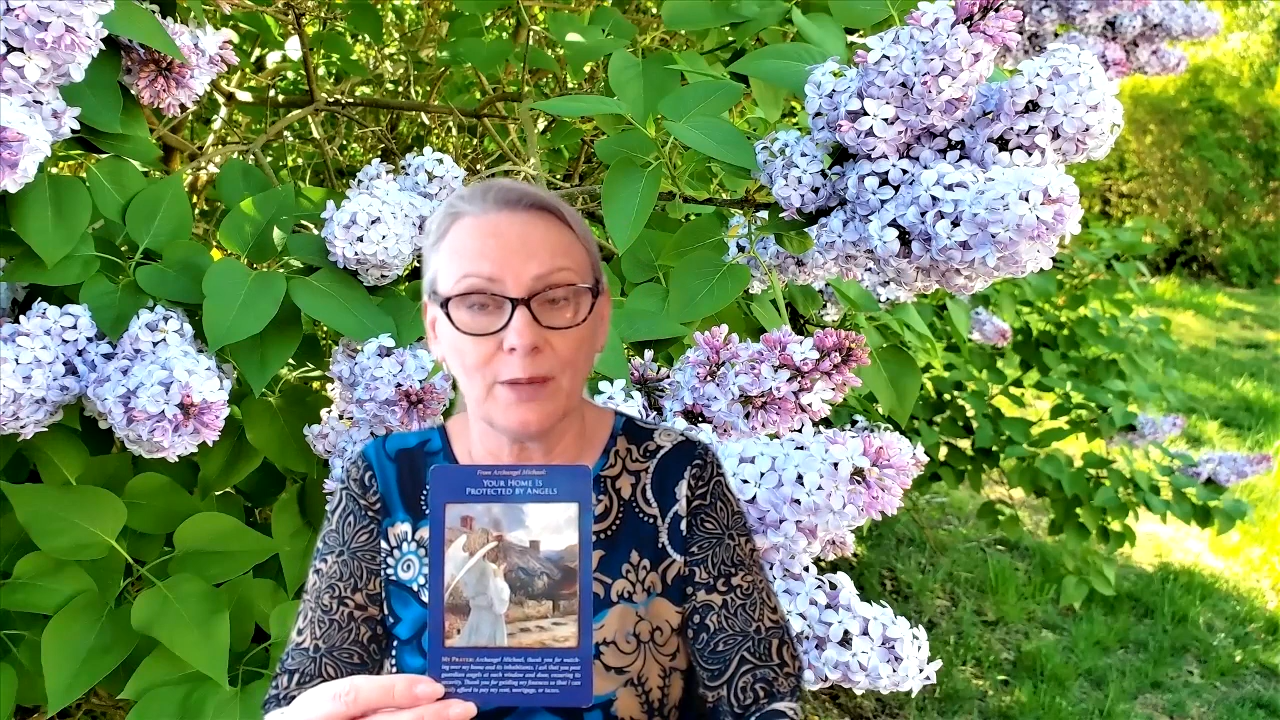 From Archangel Michael:
YOUR HOME IS
PROTECTED BY ANGELS
MY PRAYER: Archangel Michael, thank you for watch-
ing over my home and its inhabitants. I ask that you post
guardian angels at each window and door, ensuring its
security. Thank you for guiding my finances so that I can
easily afford to pay my rent, mortgage, or taxes.